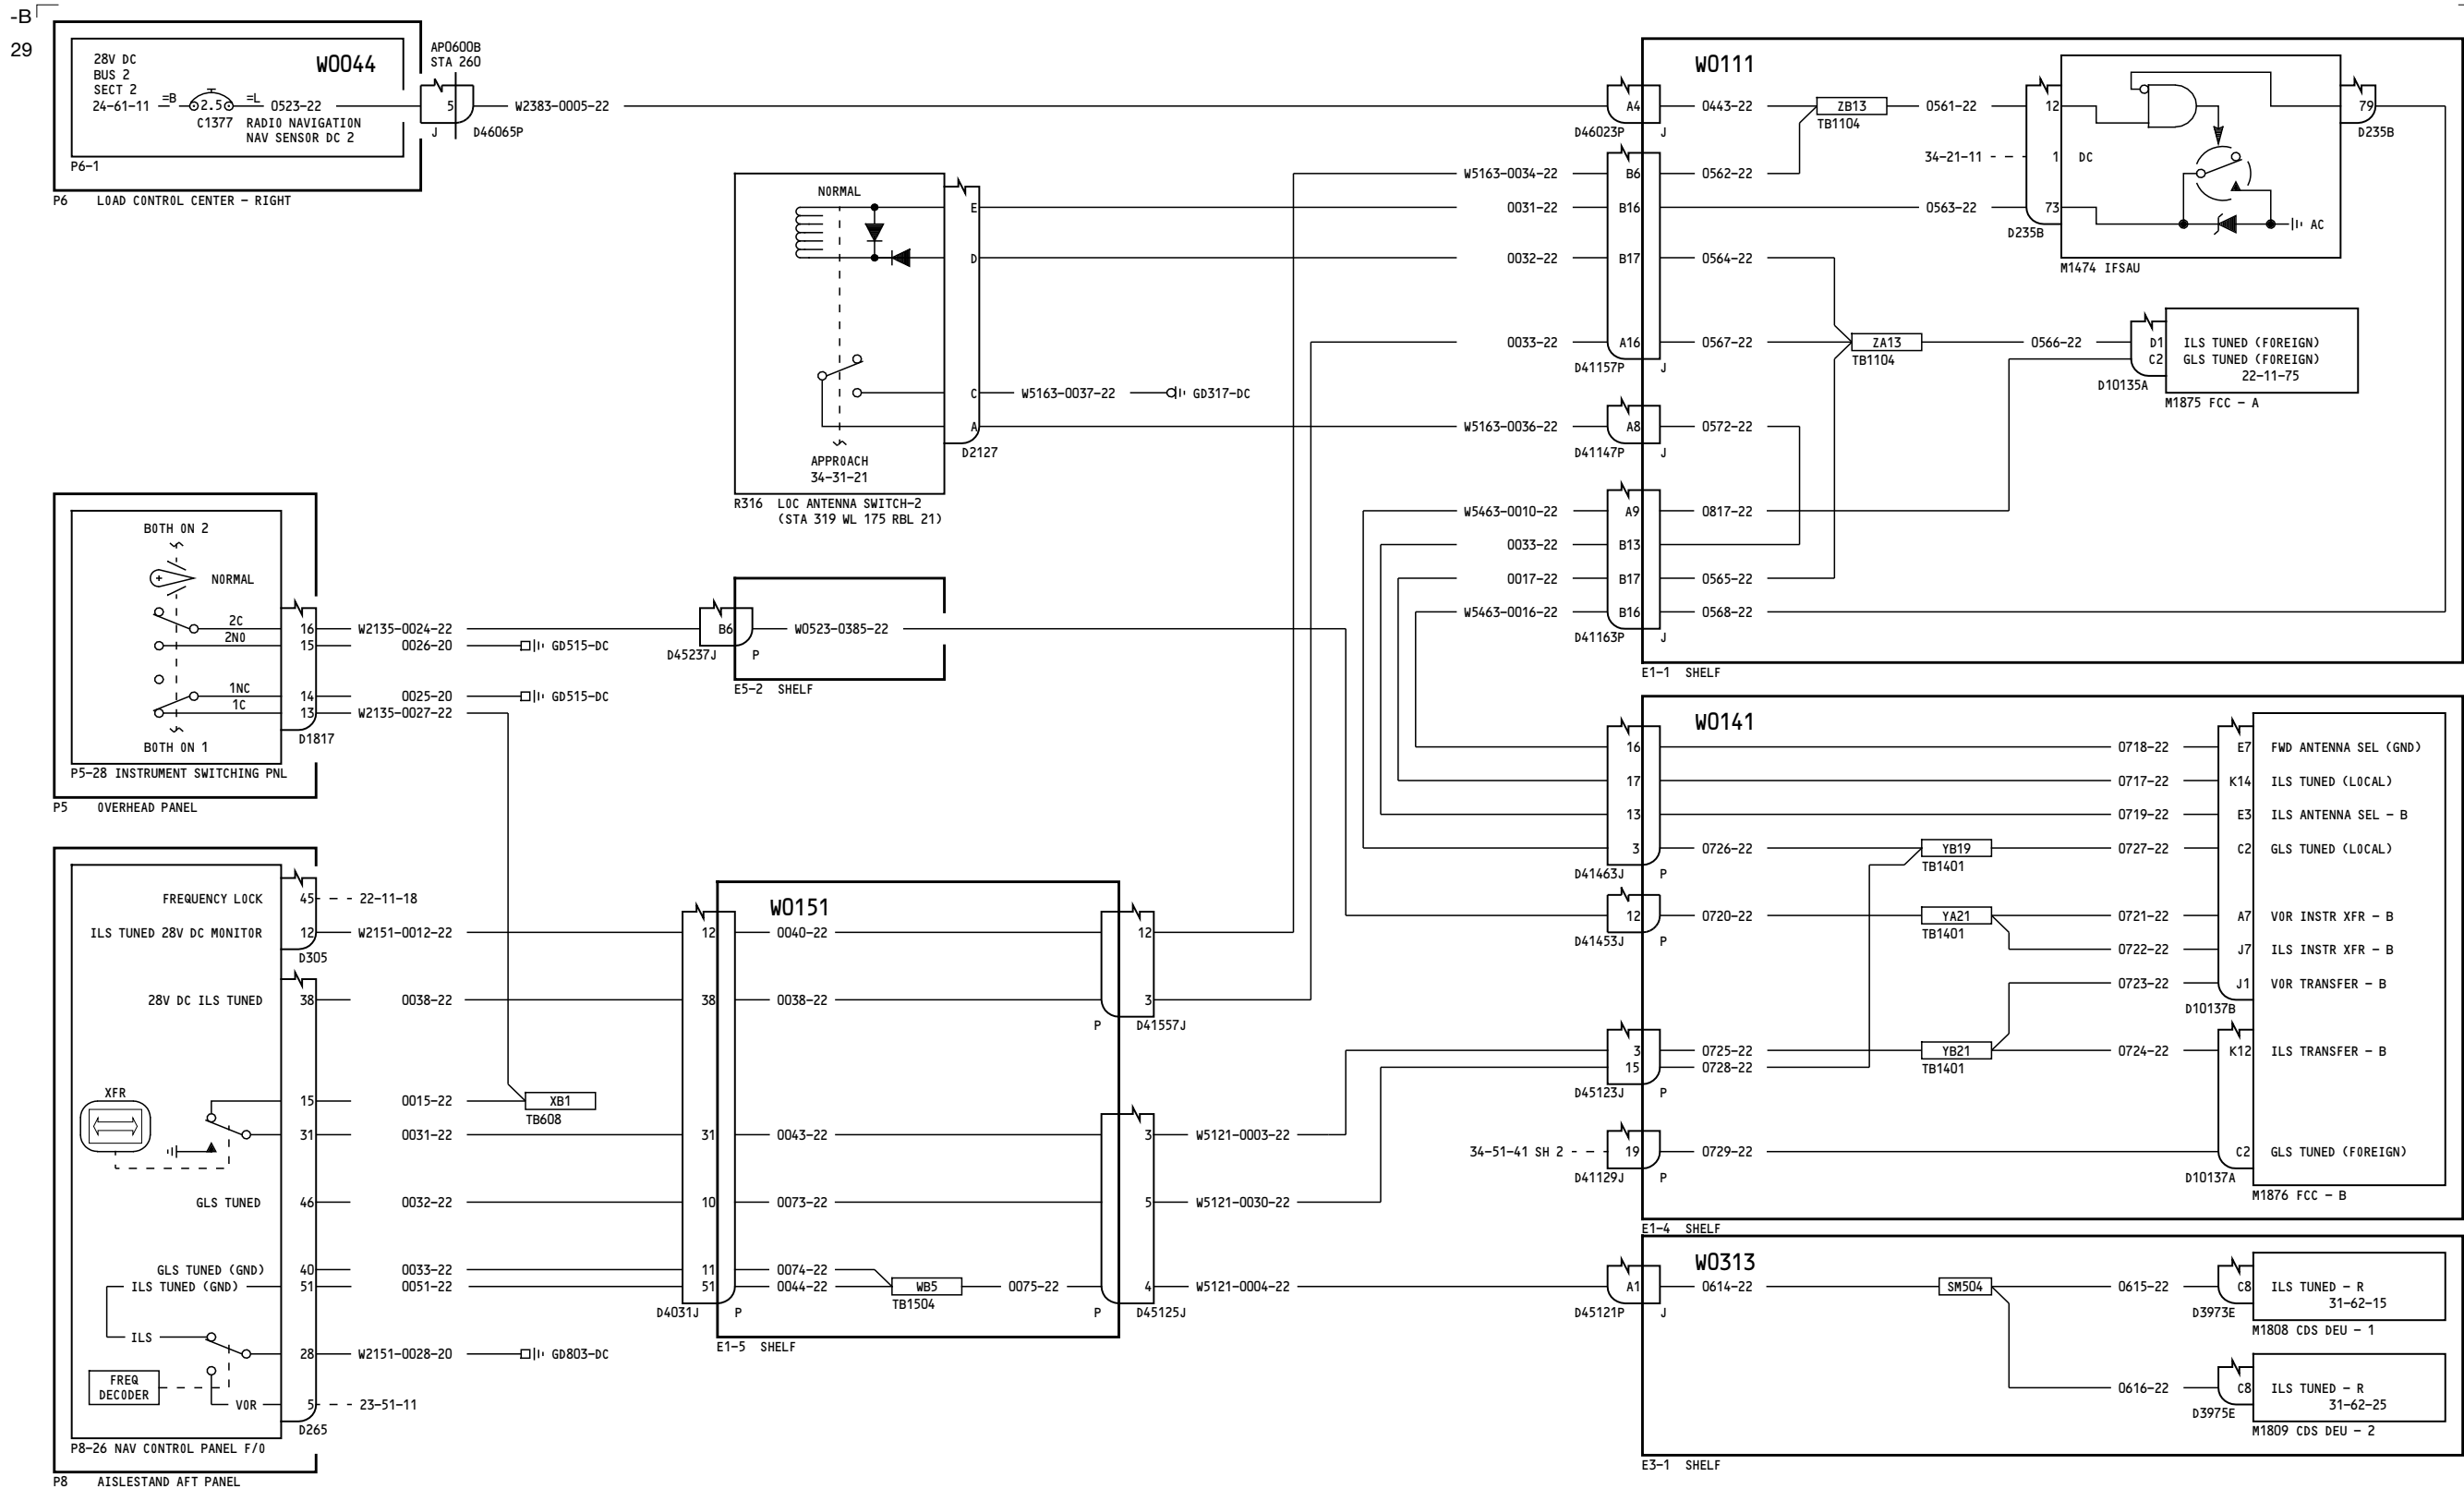 -B
29
28V DC
BUS 2
SECT 2
24-61-11
=B
2.5
=L
0523-22
C1377
RADIO NAVIGATION
NAV SENSOR DC 2
W0044
P6-1
P6 LOAD CONTROL CENTER - RIGHT
AP0600B
STA 260
5
J
D46065P
W2383-0005-22
NORMAL
E
D
C
A
D2127
APPROACH
34-31-21
R316 LOC ANTENNA SWITCH-2
(STA 319 WL 175 RBL 21)
W5163-0037-22
GD317-DC
W5163-0034-22
0031-22
0032-22
0033-22
W5163-0036-22
W5463-0010-22
0033-22
0017-22
W5463-0016-22
W0111
A4
D46023P
J
B6
B16
B17
A16
D41157P
J
A8
D41147P
J
A9
B13
B17
B16
D41163P
J
0443-22
0562-22
0564-22
0567-22
0572-22
0817-22
0565-22
0568-22
ZB13
TB1104
0561-22
34-21-11
0563-22
12
1
73
D235B
DC
AC
79
D235B
M1474 IFSAU
ZA13
TB1104
0566-22
D1
C2
D10135A
ILS TUNED (FOREIGN)
GLS TUNED (FOREIGN)
22-11-75
M1875 FCC - A
E1-1 SHELF
BOTH ON 2
NORMAL
2C
2NO
1NC
1C
BOTH ON 1
16
15
14
13
D1817
P5-28 INSTRUMENT SWITCHING PNL
P5 OVERHEAD PANEL
W2135-0024-22
0026-20
GD515-DC
0025-20
GD515-DC
W2135-0027-22
B6
D45237J
P
W0523-0385-22
E5-2 SHELF
FREQUENCY LOCK
45
22-11-18
ILS TUNED 28V DC MONITOR
12
W2151-0012-22
D305
28V DC ILS TUNED
38
0038-22
XFR
15
0015-22
XB1
TB608
31
0031-22
GLS TUNED
46
0032-22
GLS TUNED (GND)
40
0033-22
ILS TUNED (GND)
51
0051-22
ILS
28
W2151-0028-20
GD803-DC
FREQ
DECODER
VOR
5
23-51-11
D265
P8-26 NAV CONTROL PANEL F/O
P8 AISLESTAND AFT PANEL
W0151
12
0040-22
12
38
0038-22
3
P
D41557J
31
0043-22
3
W5121-0003-22
10
0073-22
5
W5121-0030-22
11
0074-22
51
0044-22
WB5
TB1504
0075-22
4
W5121-0004-22
D4031J
P
P
D45125J
E1-5 SHELF
W0141
16
17
13
3
D41463J
P
12
D41453J
P
3
15
D45123J
P
34-51-41 SH 2
19
D41129J
P
0726-22
0720-22
0725-22
0728-22
0729-22
YB19
TB1401
YA21
TB1401
YB21
TB1401
0718-22
E7
FWD ANTENNA SEL (GND)
0717-22
K14
ILS TUNED (LOCAL)
0719-22
E3
ILS ANTENNA SEL - B
0727-22
C2
GLS TUNED (LOCAL)
0721-22
A7
VOR INSTR XFR - B
0722-22
J7
ILS INSTR XFR - B
0723-22
J1
VOR TRANSFER - B
D10137B
0724-22
K12
ILS TRANSFER - B
C2
GLS TUNED (FOREIGN)
D10137A
M1876 FCC - B
E1-4 SHELF
W0313
A1
D45121P
J
0614-22
SM504
0615-22
C8
D3973E
ILS TUNED - R
31-62-15
M1808 CDS DEU - 1
0616-22
C8
D3975E
ILS TUNED - R
31-62-25
M1809 CDS DEU - 2
E3-1 SHELF